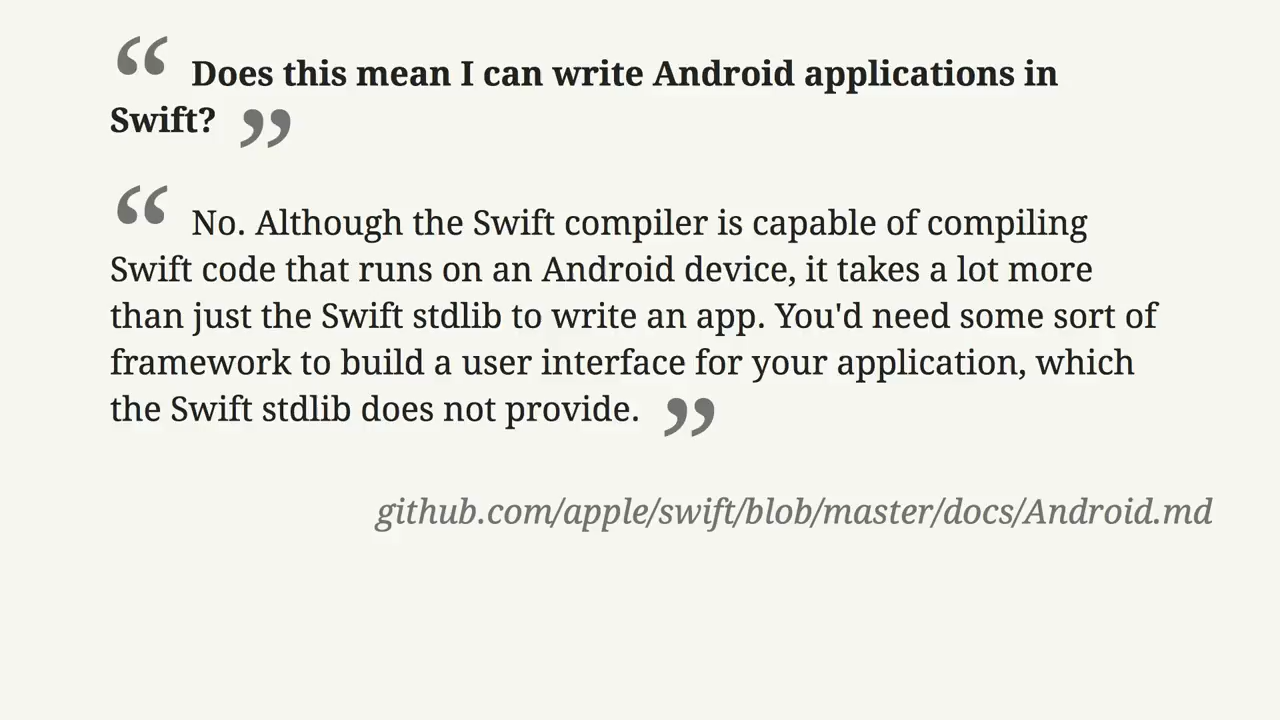 “ Does this mean I can write Android applications in
Swift? ”
“ No. Although the Swift compiler is capable of compiling
Swift code that runs on an Android device, it takes a lot more
than just the Swift stdlib to write an app. You'd need some sort of
framework to build a user interface for your application, which
the Swift stdlib does not provide. ”
github.com/apple/swift/blob/master/docs/Android.md